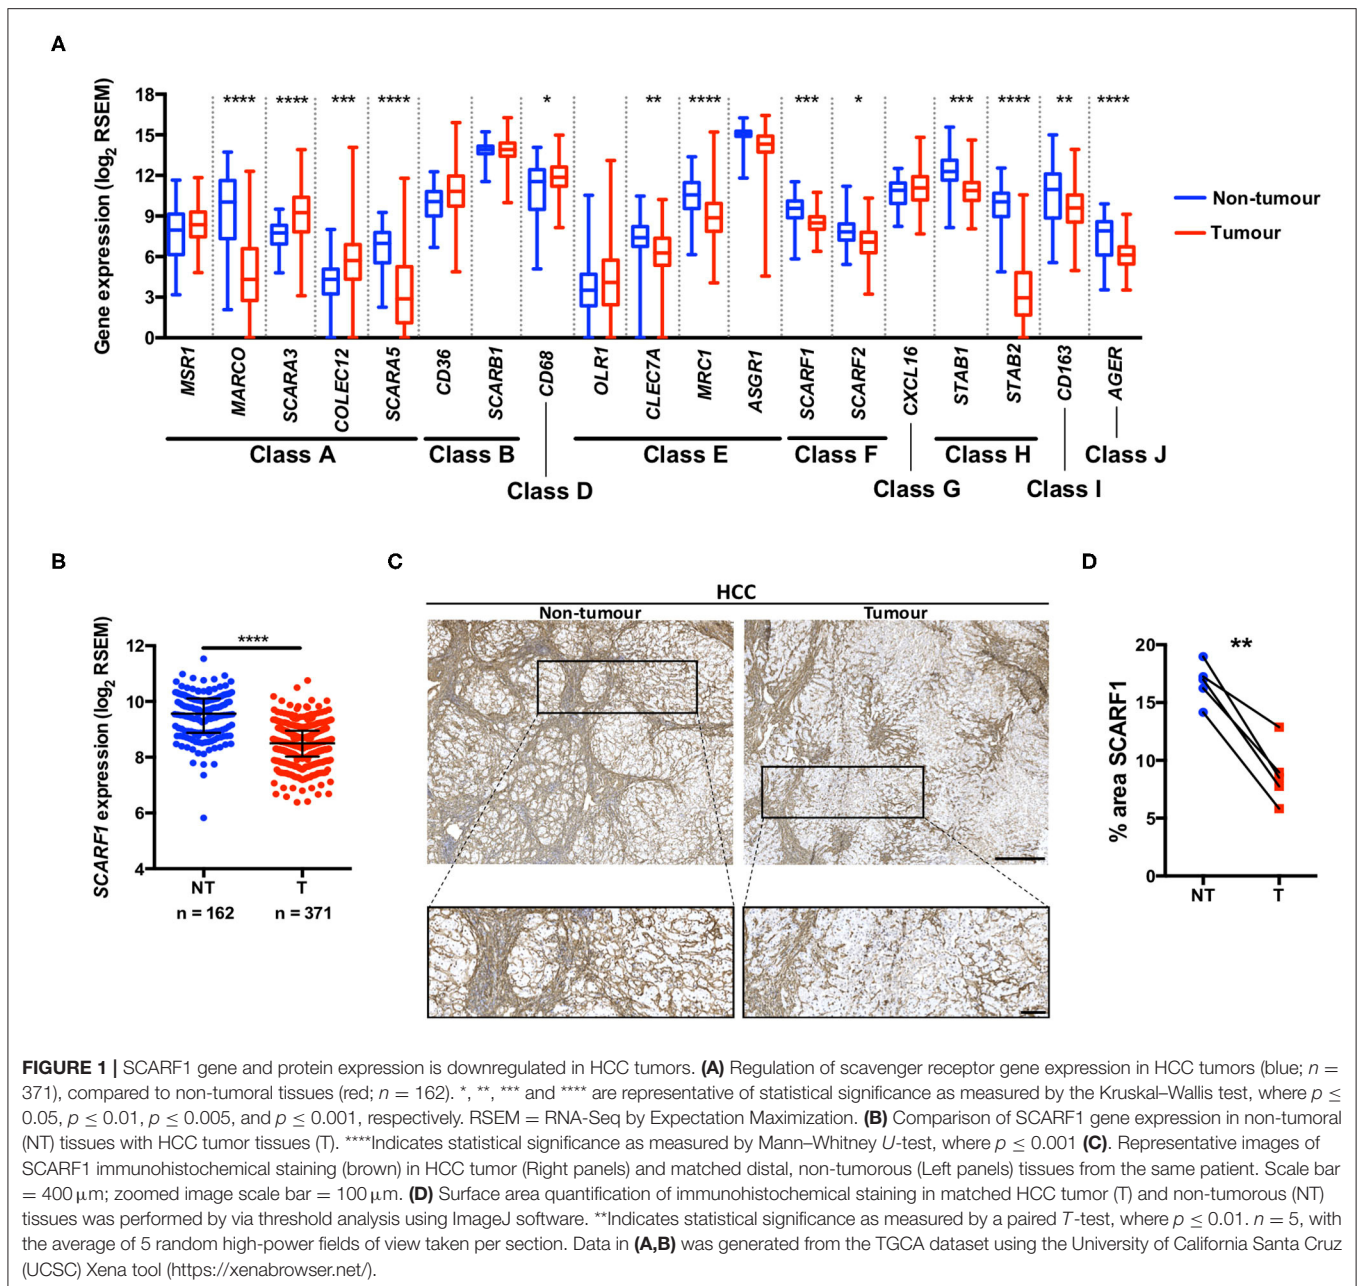 A
Gene expression (log2 RSEM)
18
15
12
9
6
3
0
**** **** *** **** * ** **** *** * *** **** ** ****
Non-tumour
Tumour
MSR1 MARCO SCARA3 COLEC12 SCARA5 CD36 SCARB1 CD68 OLR1 CLEC7A MRC1 ASGR1 SCARF1 SCARF2 CXCL16 STAB1 STAB2 CD163 AGER
Class A Class B Class E Class F Class H Class J
Class D Class G Class I
B
SCARF1 expression (log2 RSEM)
12
10
8
6
4
****
NT T
n = 162 n = 371
C
HCC
Non-tumour Tumour
D
% area SCARF1
20
15
10
5
0
**
NT T
FIGURE 1 | SCARF1 gene and protein expression is downregulated in HCC tumors. (A) Regulation of scavenger receptor gene expression in HCC tumors (blue; n =
371), compared to non-tumoral tissues (red; n = 162). *, **, *** and **** are representative of statistical significance as measured by the Kruskal–Wallis test, where p ≤
0.05, p ≤ 0.01, p ≤ 0.005, and p ≤ 0.001, respectively. RSEM = RNA-Seq by Expectation Maximization. (B) Comparison of SCARF1 gene expression in non-tumoral
(NT) tissues with HCC tumor tissues (T). ****Indicates statistical significance as measured by Mann–Whitney U-test, where p ≤ 0.001 (C). Representative images of
SCARF1 immunohistochemical staining (brown) in HCC tumor (Right panels) and matched distal, non-tumorous (Left panels) tissues from the same patient. Scale bar
= 400 μm; zoomed image scale bar = 100 μm. (D) Surface area quantification of immunohistochemical staining in matched HCC tumor (T) and non-tumorous (NT)
tissues was performed by via threshold analysis using ImageJ software. **Indicates statistical significance as measured by a paired T-test, where p ≤ 0.01. n = 5, with
the average of 5 random high-power fields of view taken per section. Data in (A,B) was generated from the TGCA dataset using the University of California Santa Cruz
(UCSC) Xena tool (https://xenabrowser.net/).